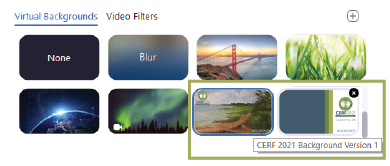 Virtual Backgrounds Video Filters
None
Blur
CERF
CERF 2021 Background Version 1